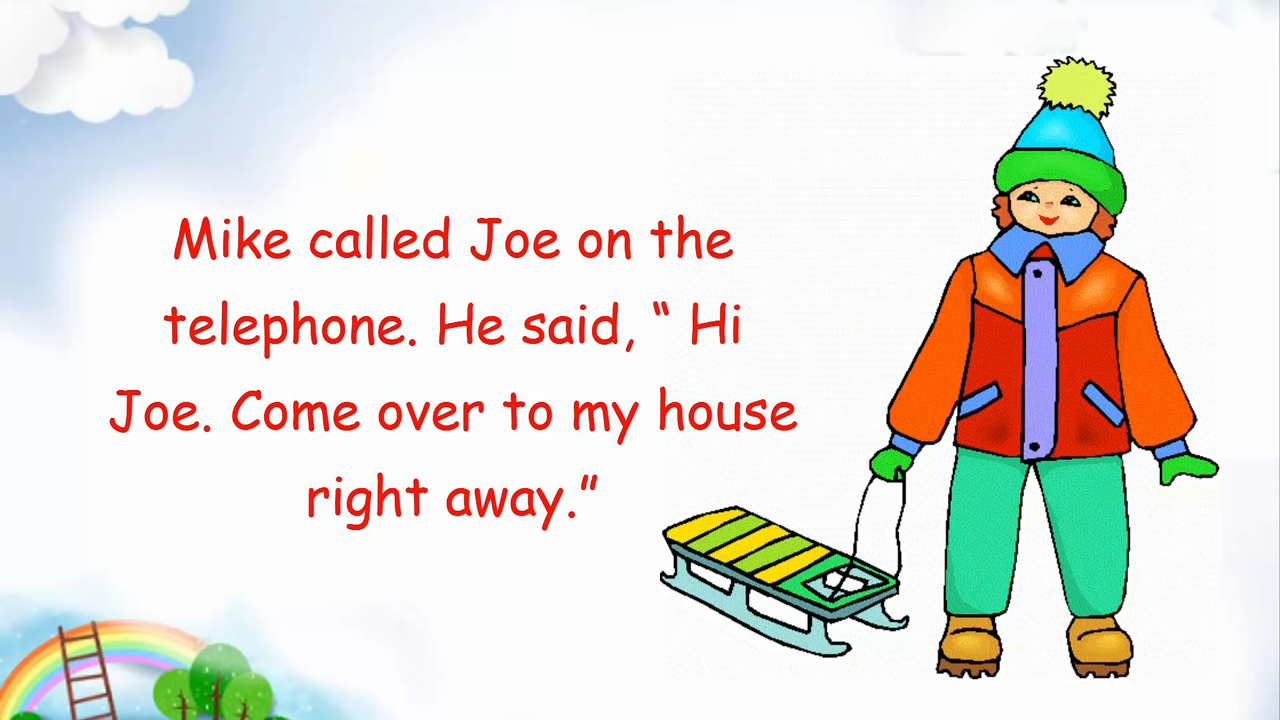 Mike called Joe on the
telephone. He said, “ Hi
Joe. Come over to my house
right away.”